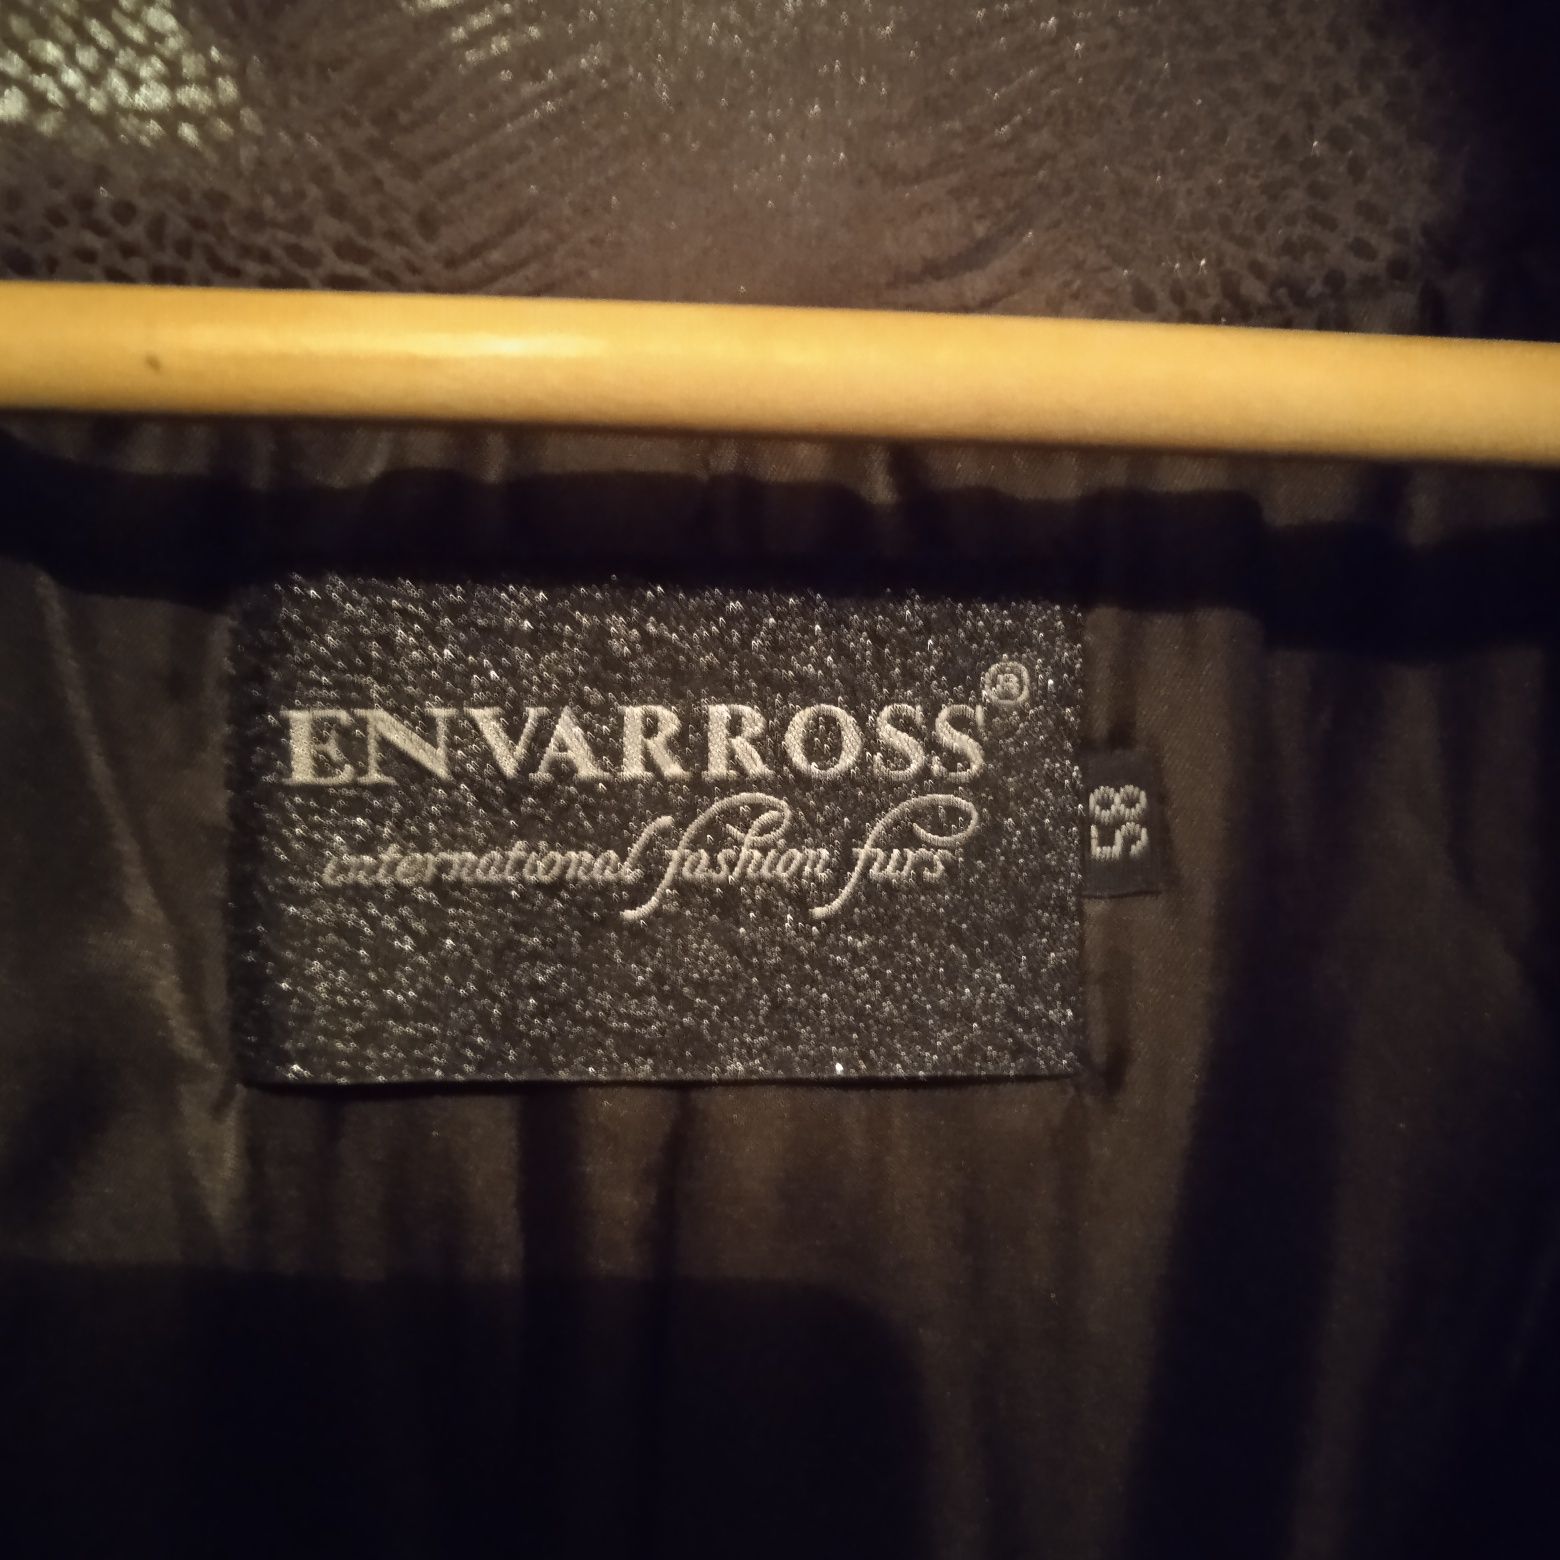 ENVARROSS®
international fashion furs
58